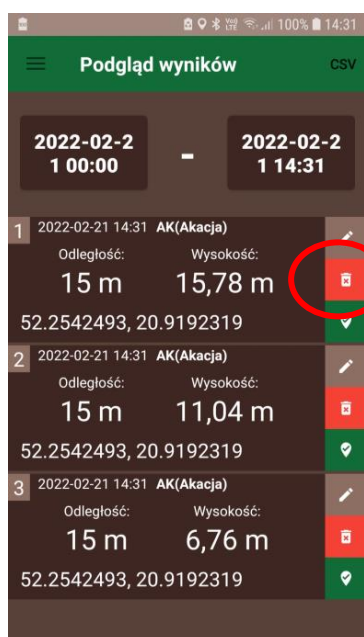 100% 14:31
Podgląd wyników CSV
2022-02-2
1 00:00
-
2022-02-2
1 14:31
1 2022-02-21 14:31 AK(Akacja)
Odległość: Wysokość:
15 m 15,78 m
52.2542493, 20.9192319
2 2022-02-21 14:31 AK(Akacja)
Odległość: Wysokość:
15 m 11,04 m
52.2542493, 20.9192319
3 2022-02-21 14:31 AK(Akacja)
Odległość: Wysokość:
15 m 6,76 m
52.2542493, 20.9192319